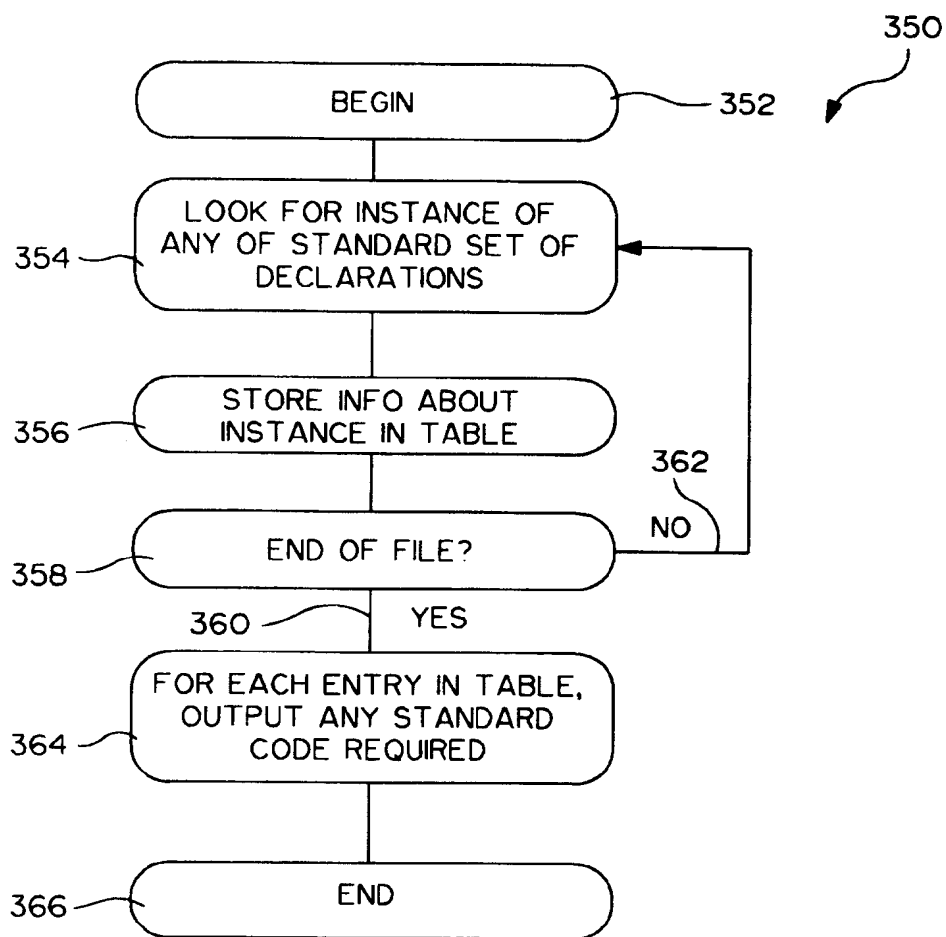 350
BEGIN
352
LOOK FOR INSTANCE OF
ANY OF STANDARD SET OF
DECLARATIONS
354
STORE INFO ABOUT
INSTANCE IN TABLE
356
362
NO
END OF FILE?
358
360
YES
FOR EACH ENTRY IN TABLE,
OUTPUT ANY STANDARD
CODE REQUIRED
364
END
366